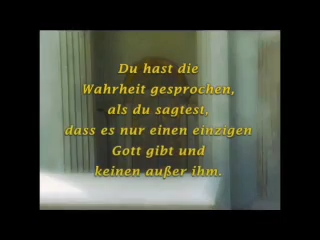 Du hast die
Wahrheit gesprochen,
als du sagtest,
dass es nur einen einzigen
Gott gibt und
keinen außer ihm.